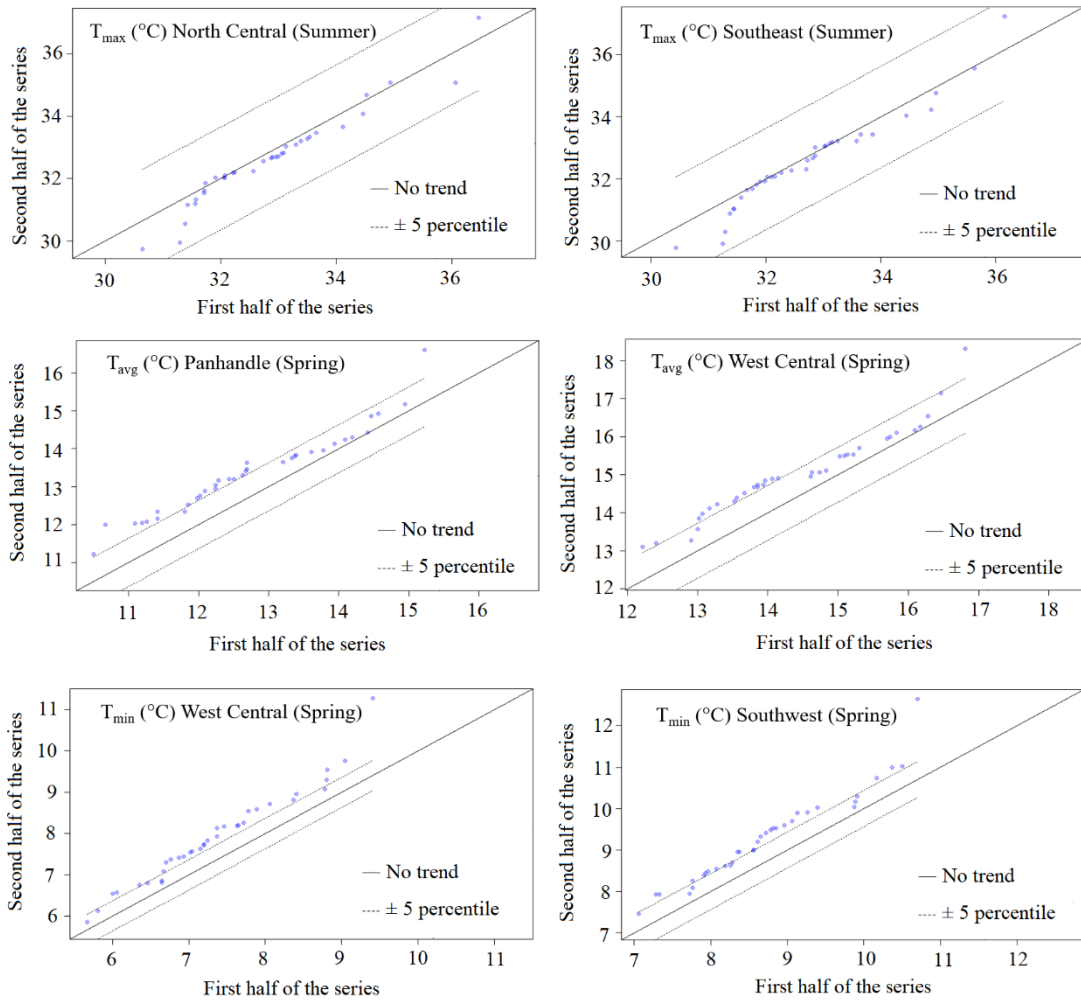 T_max (°C) North Central (Summer)
Second half of the series
36
34
32
30
No trend
± 5 percentile
30 32 34 36
First half of the series
T_max (°C) Southeast (Summer)
Second half of the series
36
34
32
30
No trend
± 5 percentile
30 32 34 36
First half of the series
T_avg (°C) Panhandle (Spring)
Second half of the series
16
15
14
13
12
11
No trend
± 5 percentile
11 12 13 14 15 16
First half of the series
T_avg (°C) West Central (Spring)
Second half of the series
18
17
16
15
14
13
12
No trend
± 5 percentile
12 13 14 15 16 17 18
First half of the series
T_min (°C) West Central (Spring)
Second half of the series
11
10
9
8
7
6
No trend
± 5 percentile
6 7 8 9 10 11
First half of the series
T_min (°C) Southwest (Spring)
Second half of the series
12
11
10
9
8
7
No trend
± 5 percentile
7 8 9 10 11 12
First half of the series